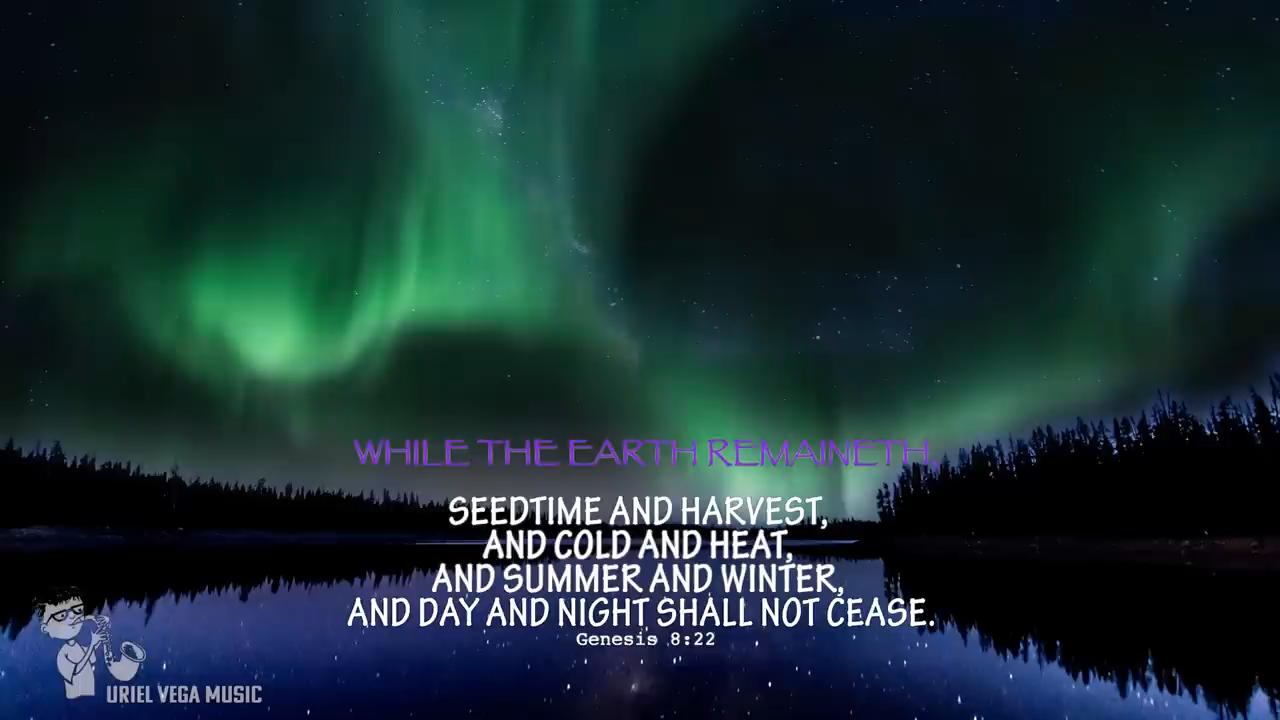 WHILE THE EARTH REMAINETH,
SEEDTIME AND HARVEST,
AND COLD AND HEAT,
AND SUMMER AND WINTER,
AND DAY AND NIGHT SHALL NOT CEASE.
Genesis 8:22
URIEL VEGA MUSIC